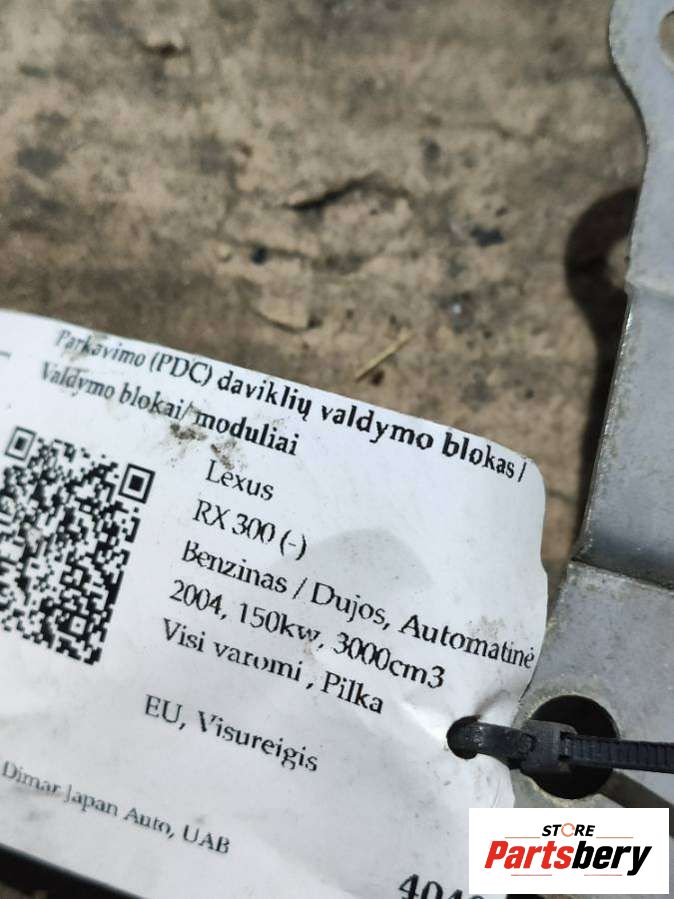 Parkavimo (PDC) daviklių valdymo blokas /
Valdymo blokai/ moduliai
Lexus
RX 300 (-)
Benzinas / Dujos, Automatinė
2004, 150kw, 3000cm3
Visi varomi , Pilka
EU, Visureigis
Dimar Japan Auto, UAB
STORE
Partsbery